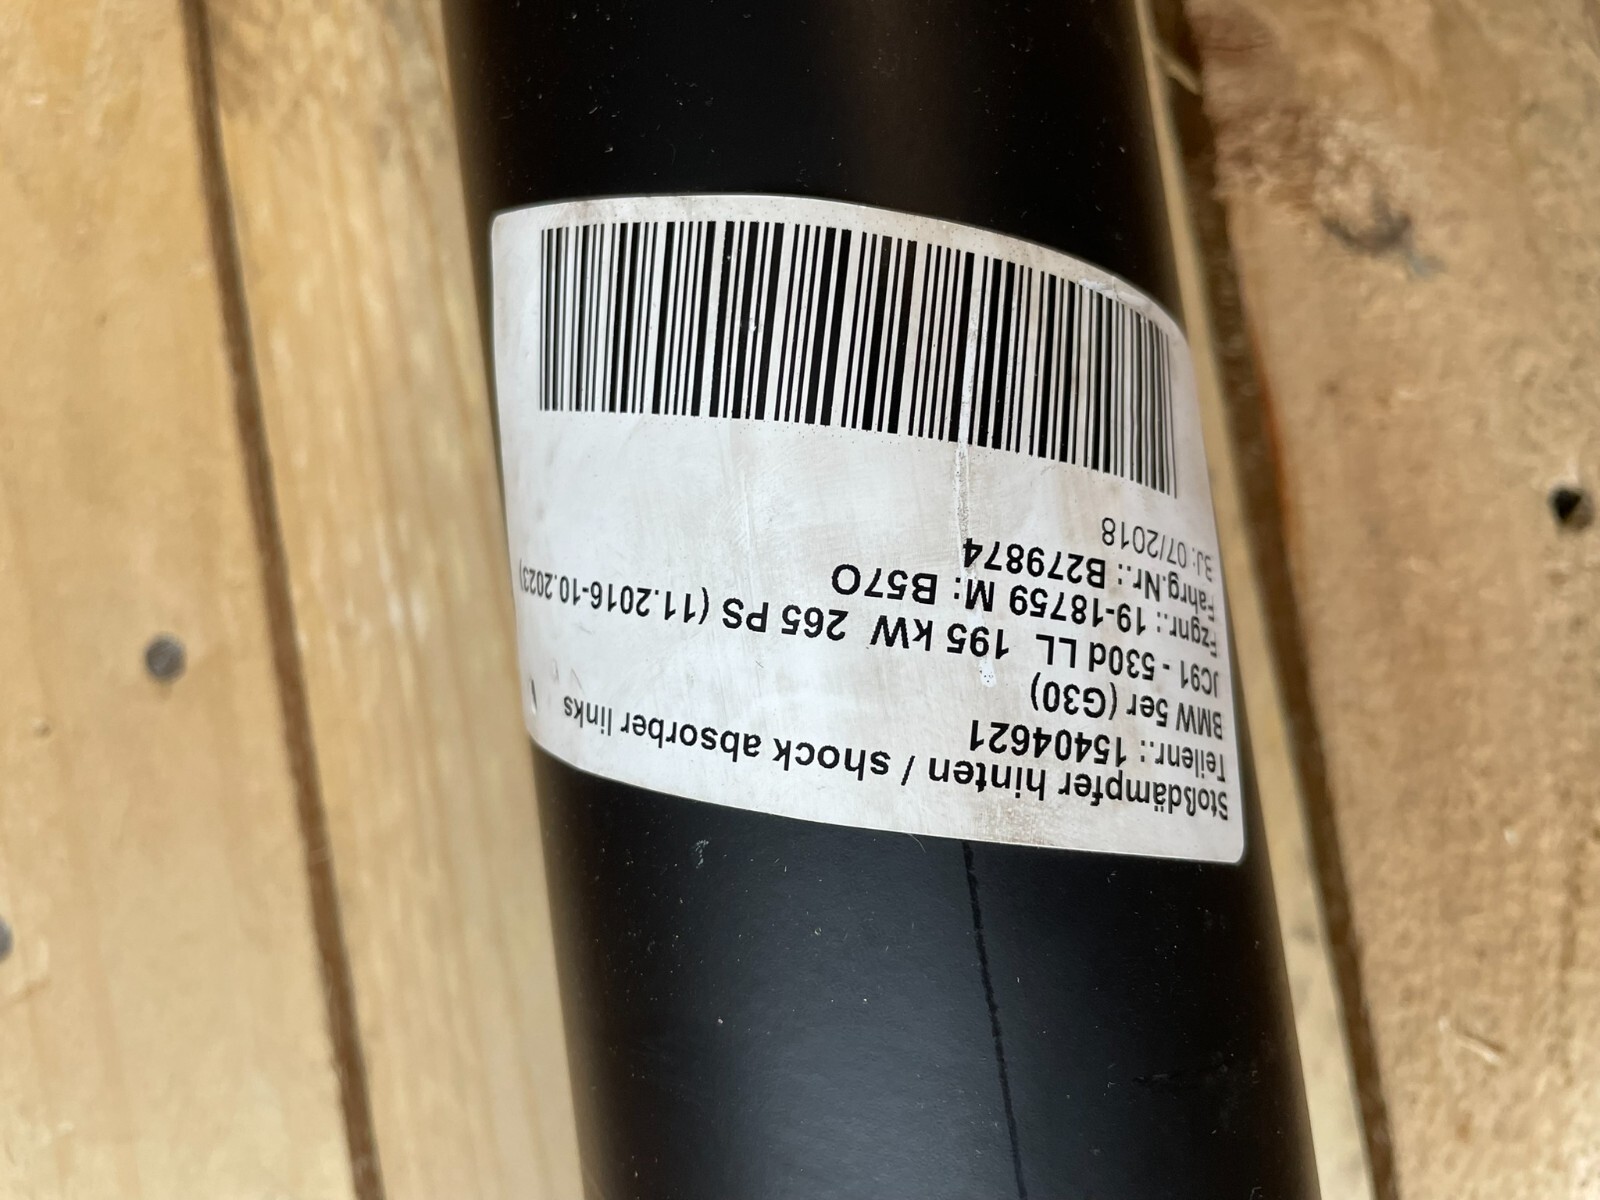 Stoßdämpfer hinten / shock absorber links
Teilenr.: 15404621
BMW 5er (G30)
JC91 - 530d LL 195 kW 265 PS (11.2016-10.2023)
Fzgnr.: 19-18759 M: B57O
Fahrg.Nr.: B279874
BJ: 07/2018